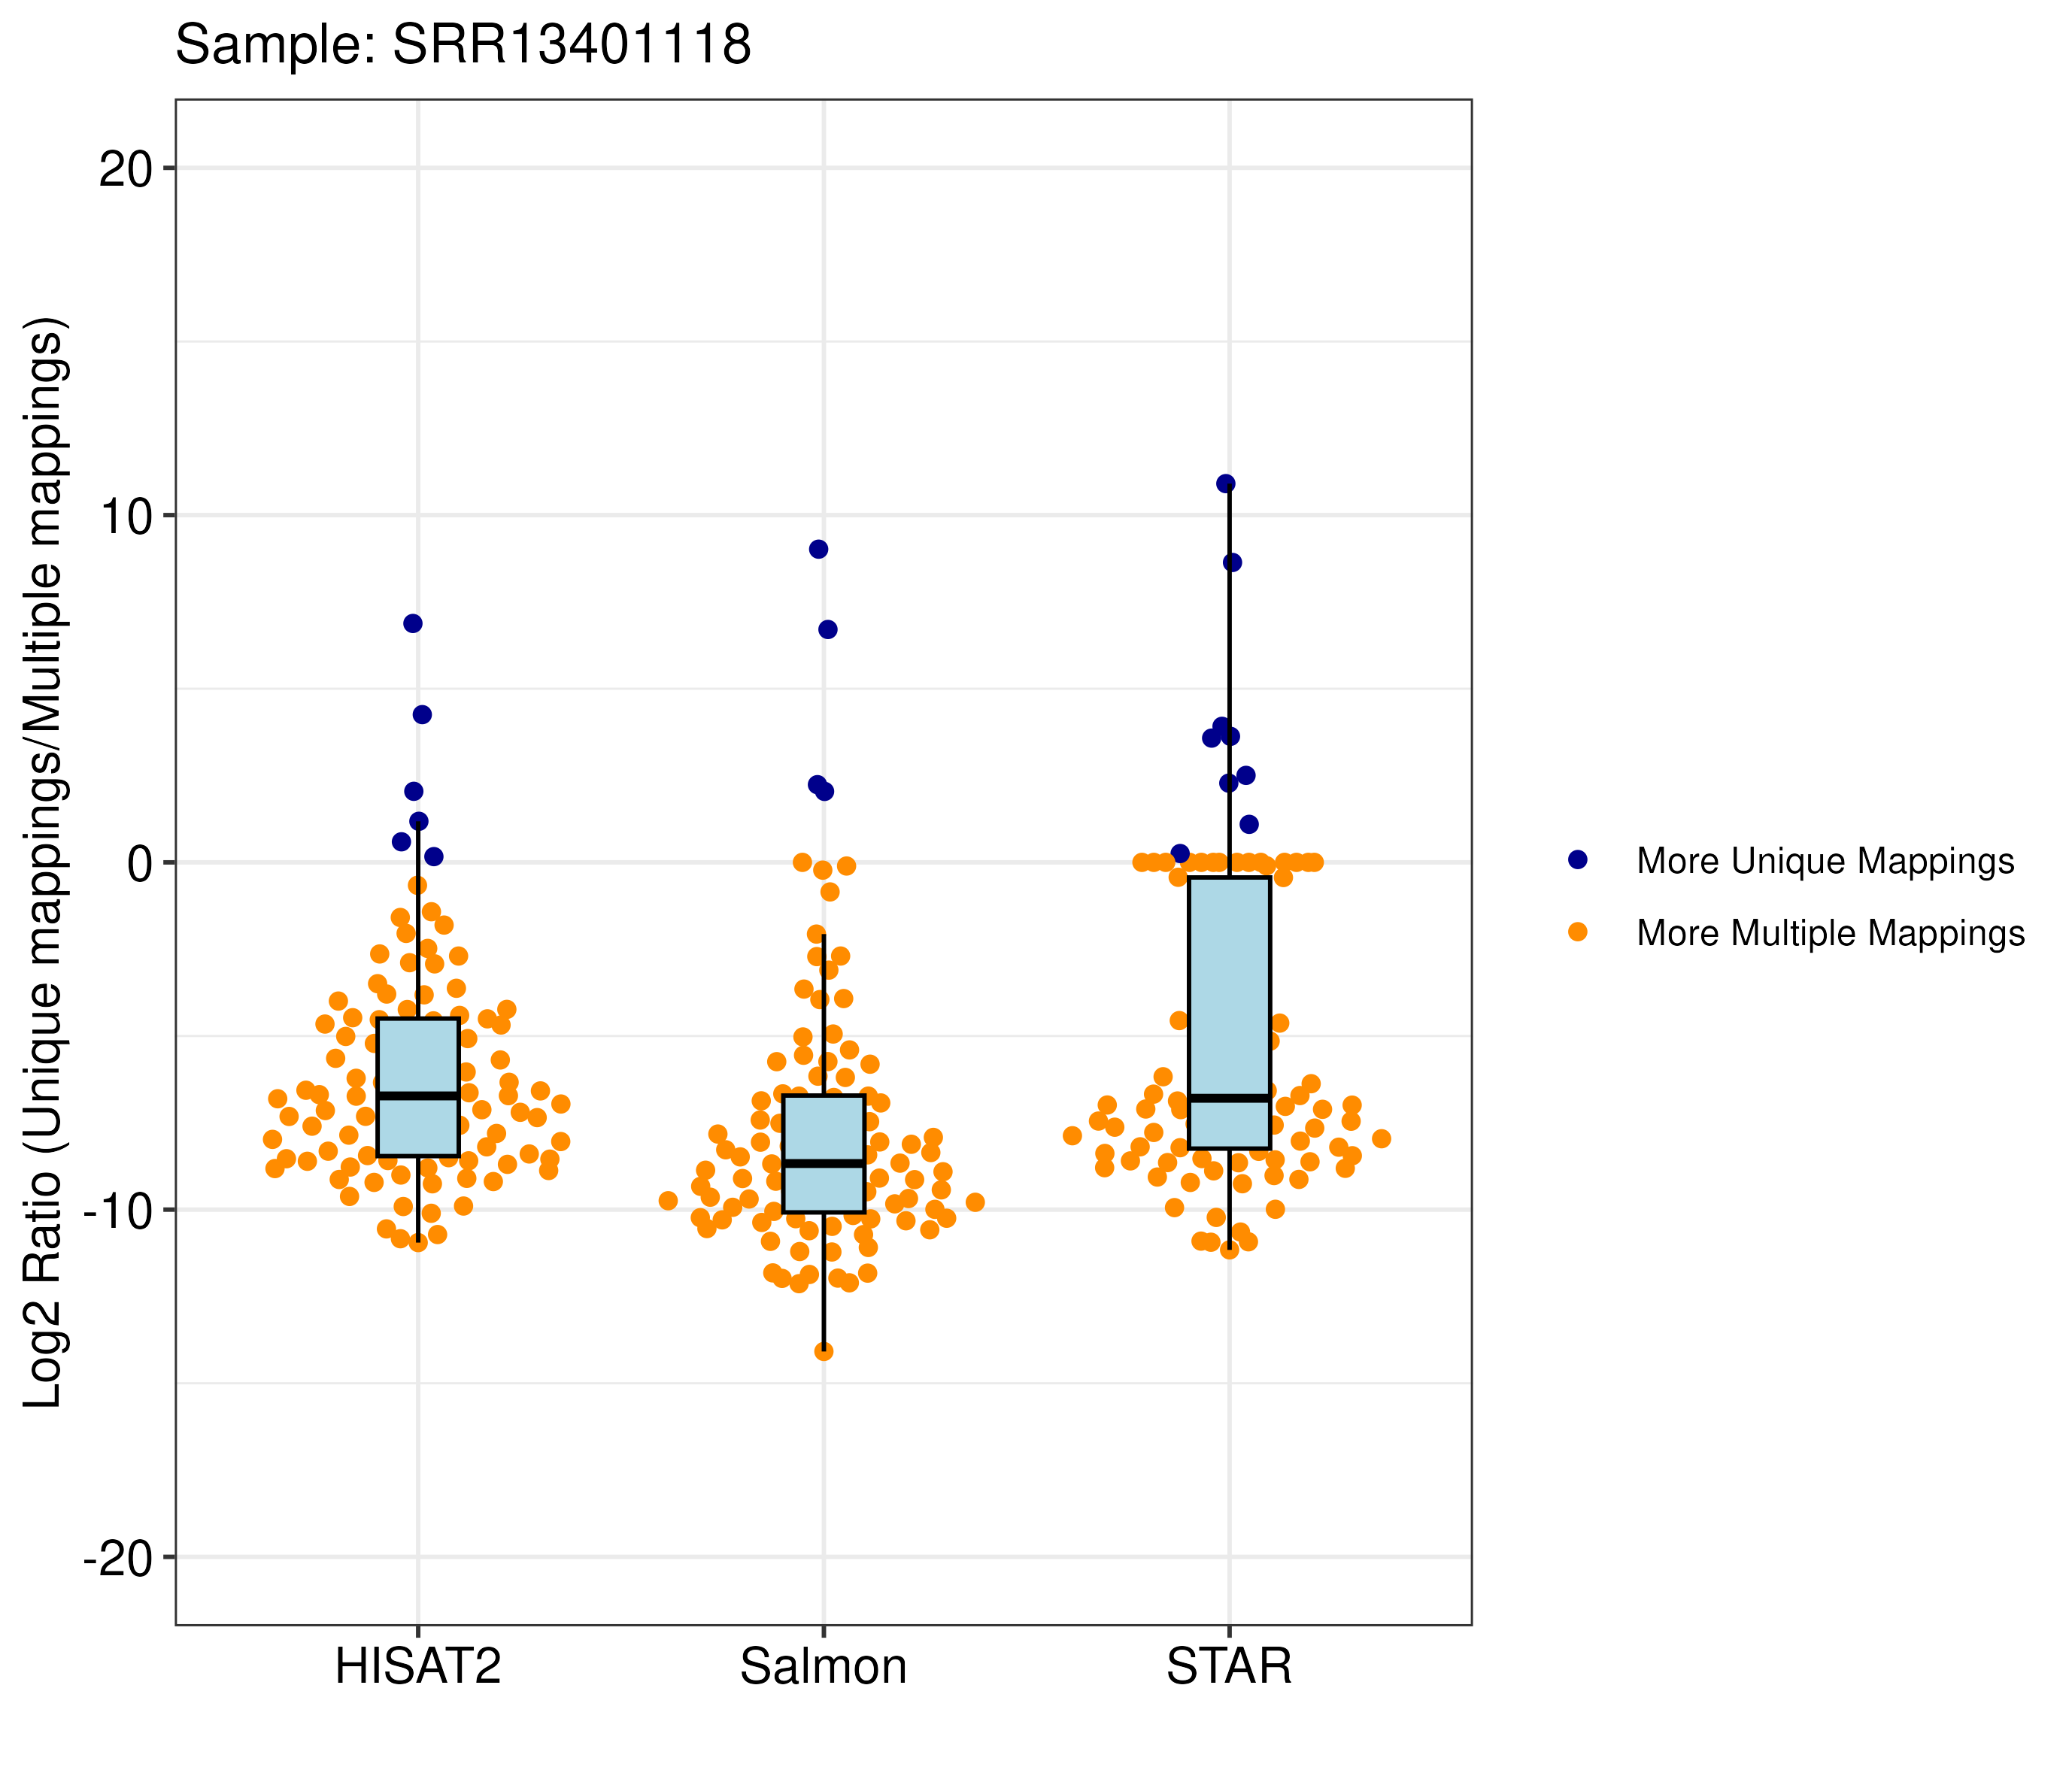 Sample: SRR13401118
Log2 Ratio (Unique mappings/Multiple mappings)
20
10
0
-10
-20
HISAT2
Salmon
STAR
More Unique Mappings
More Multiple Mappings